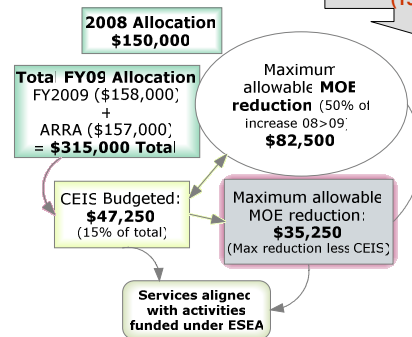 2008 Allocation
$150,000
Total FY09 Allocation
FY2009 ($158,000)
+
ARRA ($157,000)
= $315,000 Total
Maximum
allowable MOE
reduction (50% of
increase 08>09)
$82,500
CEIS Budgeted:
$47,250
(15% of total)
Maximum allowable
MOE reduction:
$35,250
(Max reduction less CEIS)
Services aligned
with activities
funded under ESEA